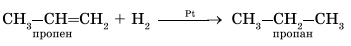 CH₃—CH=CH₂ + H₂ —Pt→ CH₃—CH₂—CH₃
пропен пропан